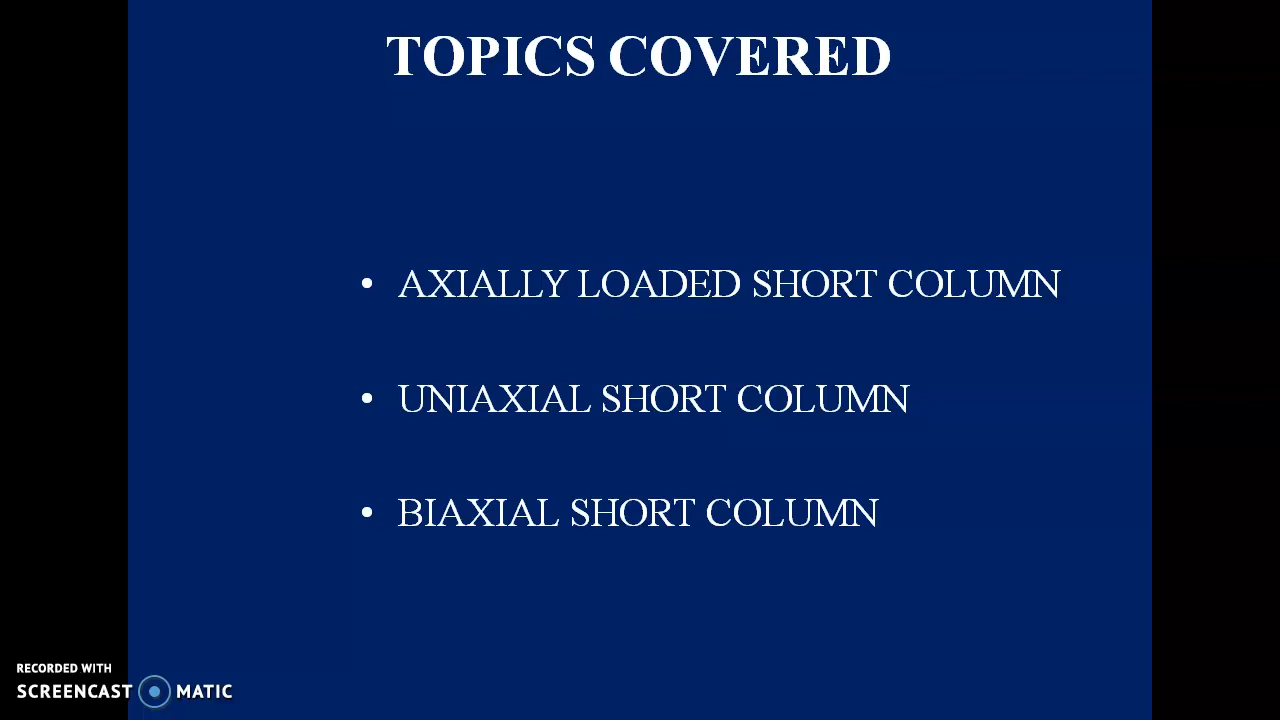 TOPICS COVERED
• AXIALLY LOADED SHORT COLUMN
• UNIAXIAL SHORT COLUMN
• BIAXIAL SHORT COLUMN
RECORDED WITH
SCREENCAST MATIC